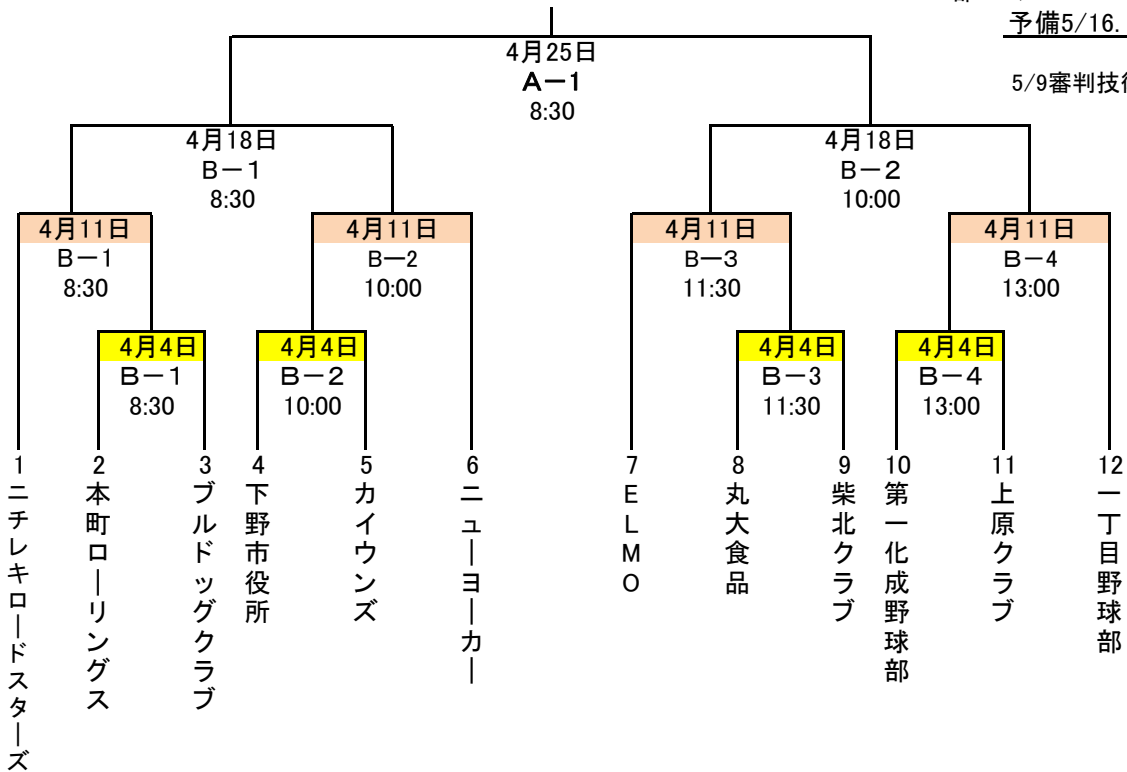 予備5/16.
4月25日
A－1
8:30
5/9審判技
4月18日
B－1
8:30
4月18日
B－2
10:00
4月11日
B－1
8:30
4月11日
B－2
10:00
4月11日
B－3
11:30
4月11日
B－4
13:00
4月4日
B－1
8:30
4月4日
B－2
10:00
4月4日
B－3
11:30
4月4日
B－4
13:00
1
ニチレキロードスターズ
2
本町ローリングス
3
ブルドッグクラブ
4
下野市役所
5
カイウンズ
6
ニューヨーカー
7
ELMO
8
丸大食品
9
柴北クラブ
10
第一化成野球部
11
上原クラブ
12
一丁目野球部